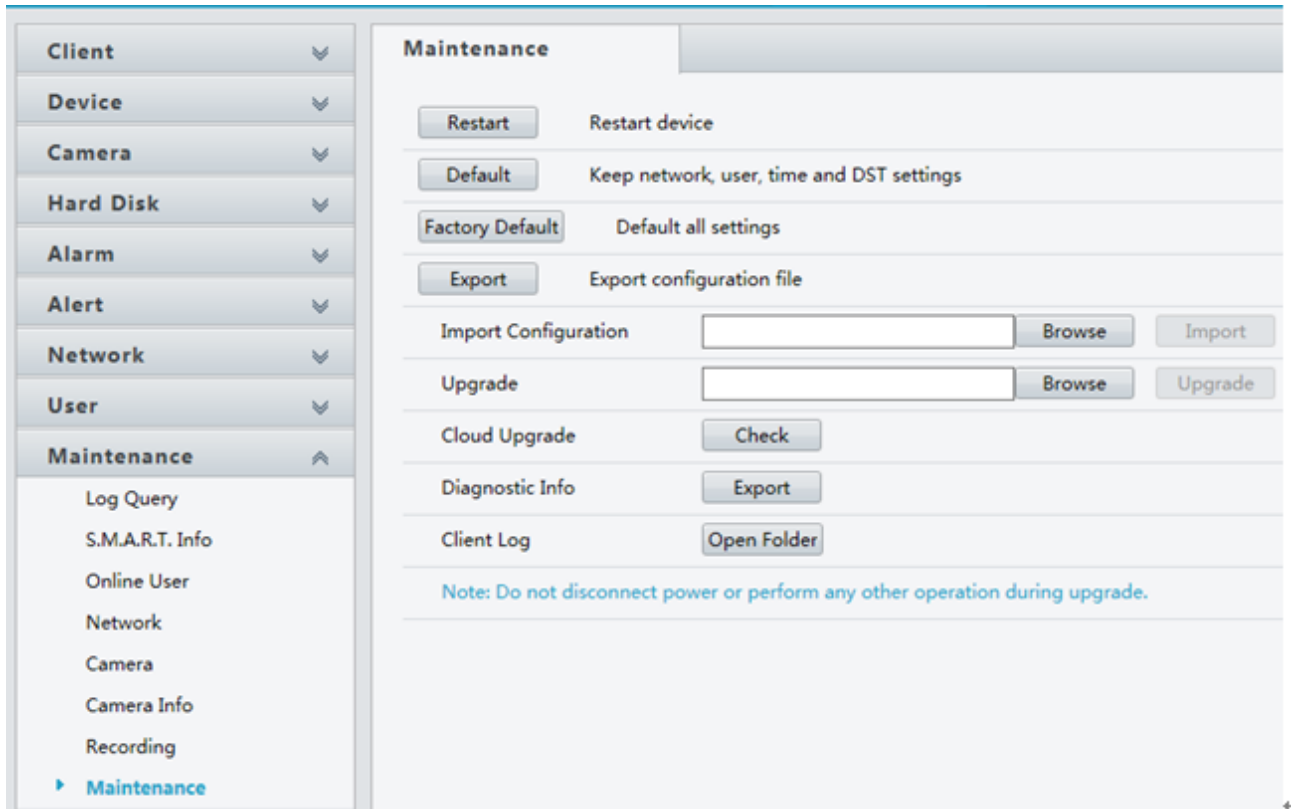 Client
Device
Camera
Hard Disk
Alarm
Alert
Network
User
Maintenance
Log Query
S.M.A.R.T. Info
Online User
Network
Camera
Camera Info
Recording
Maintenance
Maintenance
Restart Restart device
Default Keep network, user, time and DST settings
Factory Default Default all settings
Export Export configuration file
Import Configuration Browse Import
Upgrade Browse Upgrade
Cloud Upgrade Check
Diagnostic Info Export
Client Log Open Folder
Note: Do not disconnect power or perform any other operation during upgrade.